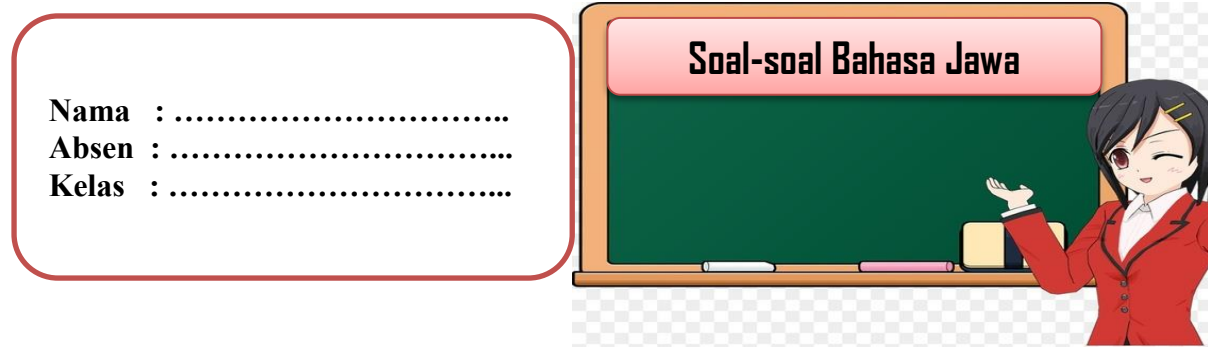 Nama : …………………………..
Absen : …………………………...
Kelas : …………………………...
Soal-soal Bahasa Jawa